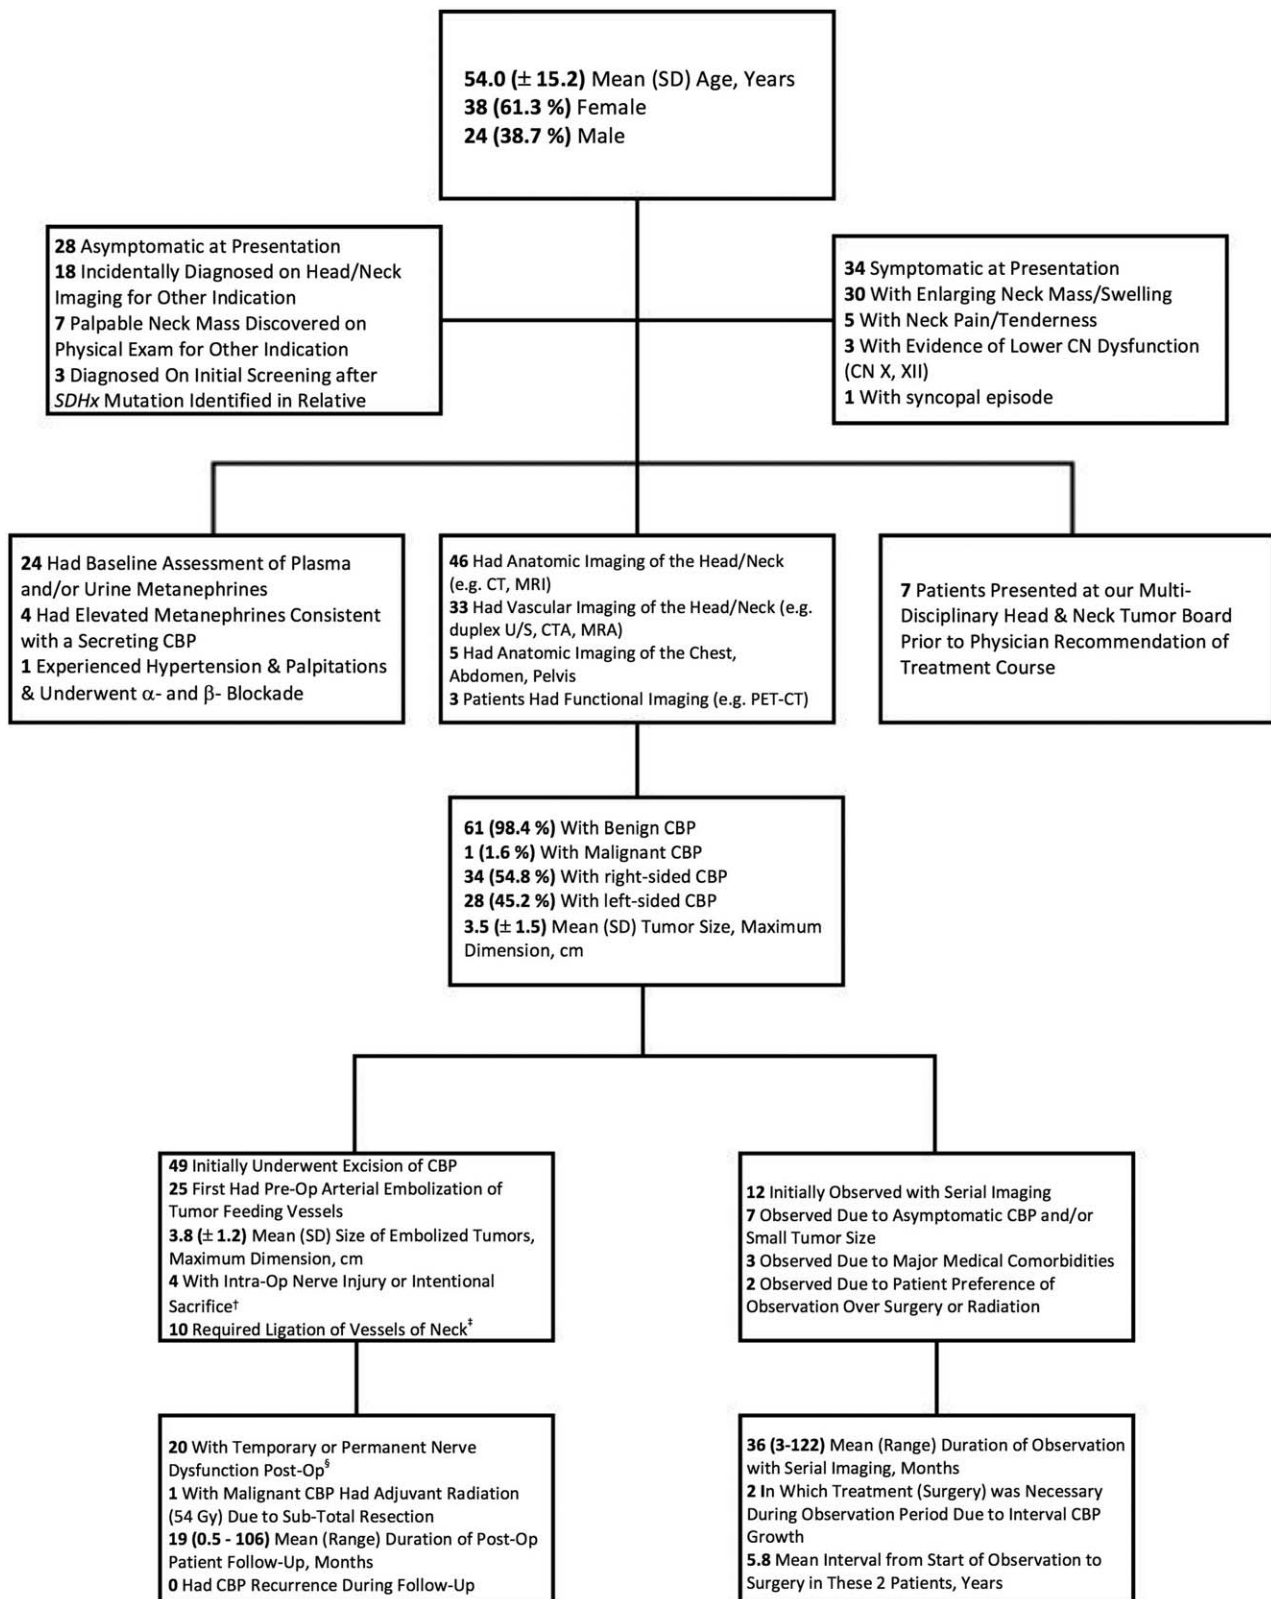 54.0 (± 15.2) Mean (SD) Age, Years
38 (61.3 %) Female
24 (38.7 %) Male
28 Asymptomatic at Presentation
18 Incidentally Diagnosed on Head/Neck
Imaging for Other Indication
7 Palpable Neck Mass Discovered on
Physical Exam for Other Indication
3 Diagnosed On Initial Screening after
SDHx Mutation Identified in Relative
34 Symptomatic at Presentation
30 With Enlarging Neck Mass/Swelling
5 With Neck Pain/Tenderness
3 With Evidence of Lower CN Dysfunction
(CN X, XII)
1 With syncopal episode
24 Had Baseline Assessment of Plasma
and/or Urine Metanephrines
4 Had Elevated Metanephrines Consistent
with a Secreting CBP
1 Experienced Hypertension & Palpitations
& Underwent α- and β- Blockade
46 Had Anatomic Imaging of the Head/Neck
(e.g. CT, MRI)
33 Had Vascular Imaging of the Head/Neck (e.g.
duplex U/S, CTA, MRA)
5 Had Anatomic Imaging of the Chest,
Abdomen, Pelvis
3 Patients Had Functional Imaging (e.g. PET-CT)
7 Patients Presented at our Multi-
Disciplinary Head & Neck Tumor Board
Prior to Physician Recommendation of
Treatment Course
61 (98.4 %) With Benign CBP
1 (1.6 %) With Malignant CBP
34 (54.8 %) With right-sided CBP
28 (45.2 %) With left-sided CBP
3.5 (± 1.5) Mean (SD) Tumor Size, Maximum
Dimension, cm
49 Initially Underwent Excision of CBP
25 First Had Pre-Op Arterial Embolization of
Tumor Feeding Vessels
3.8 (± 1.2) Mean (SD) Size of Embolized Tumors,
Maximum Dimension, cm
4 With Intra-Op Nerve Injury or Intentional
Sacrifice†
10 Required Ligation of Vessels of Neck‡
12 Initially Observed with Serial Imaging
7 Observed Due to Asymptomatic CBP and/or
Small Tumor Size
3 Observed Due to Major Medical Comorbidities
2 Observed Due to Patient Preference of
Observation Over Surgery or Radiation
20 With Temporary or Permanent Nerve
Dysfunction Post-Op§
1 With Malignant CBP Had Adjuvant Radiation
(54 Gy) Due to Sub-Total Resection
19 (0.5 - 106) Mean (Range) Duration of Post-Op
Patient Follow-Up, Months
0 Had CBP Recurrence During Follow-Up
36 (3-122) Mean (Range) Duration of Observation
with Serial Imaging, Months
2 In Which Treatment (Surgery) was Necessary
During Observation Period Due to Interval CBP
Growth
5.8 Mean Interval from Start of Observation to
Surgery in These 2 Patients, Years